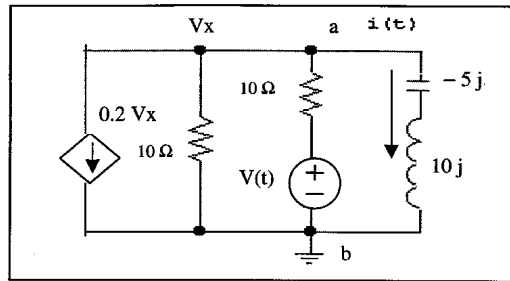 Vx a i(t)
10 Ω - 5 j
0.2 Vx
10 Ω V(t) + 10 j
-
b